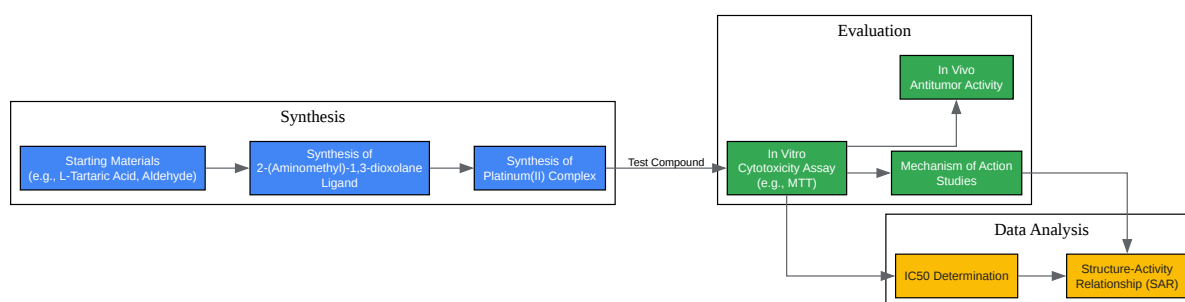 Synthesis
Starting Materials
(e.g., L-Tartaric Acid, Aldehyde)
Synthesis of
2-(Aminomethyl)-1,3-dioxolane
Ligand
Synthesis of
Platinum(II) Complex
Test Compound
Evaluation
In Vitro
Cytotoxicity Assay
(e.g., MTT)
In Vivo
Antitumor Activity
Mechanism of Action
Studies
Data Analysis
IC50 Determination
Structure-Activity
Relationship (SAR)